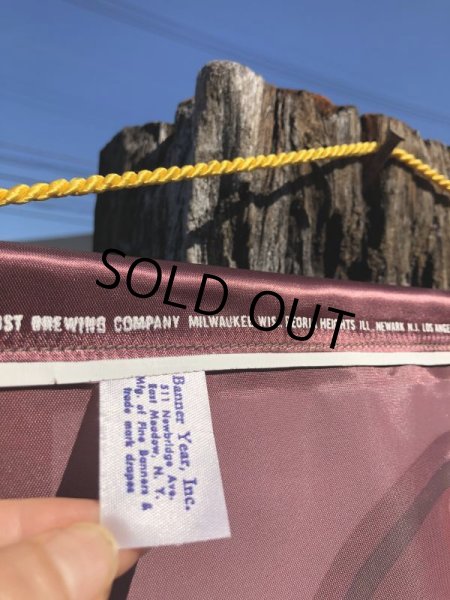 SOLD OUT
ST BREWING COMPANY MILWAUKEE WIS., PEORIA HEIGHTS ILL., NEWARK N.J. LOS ANGE
Banner Year, Inc.
511 Newbridge Ave.
East Meadow, N. Y.
Mfg. of Fine Banners &
trade mark drapes